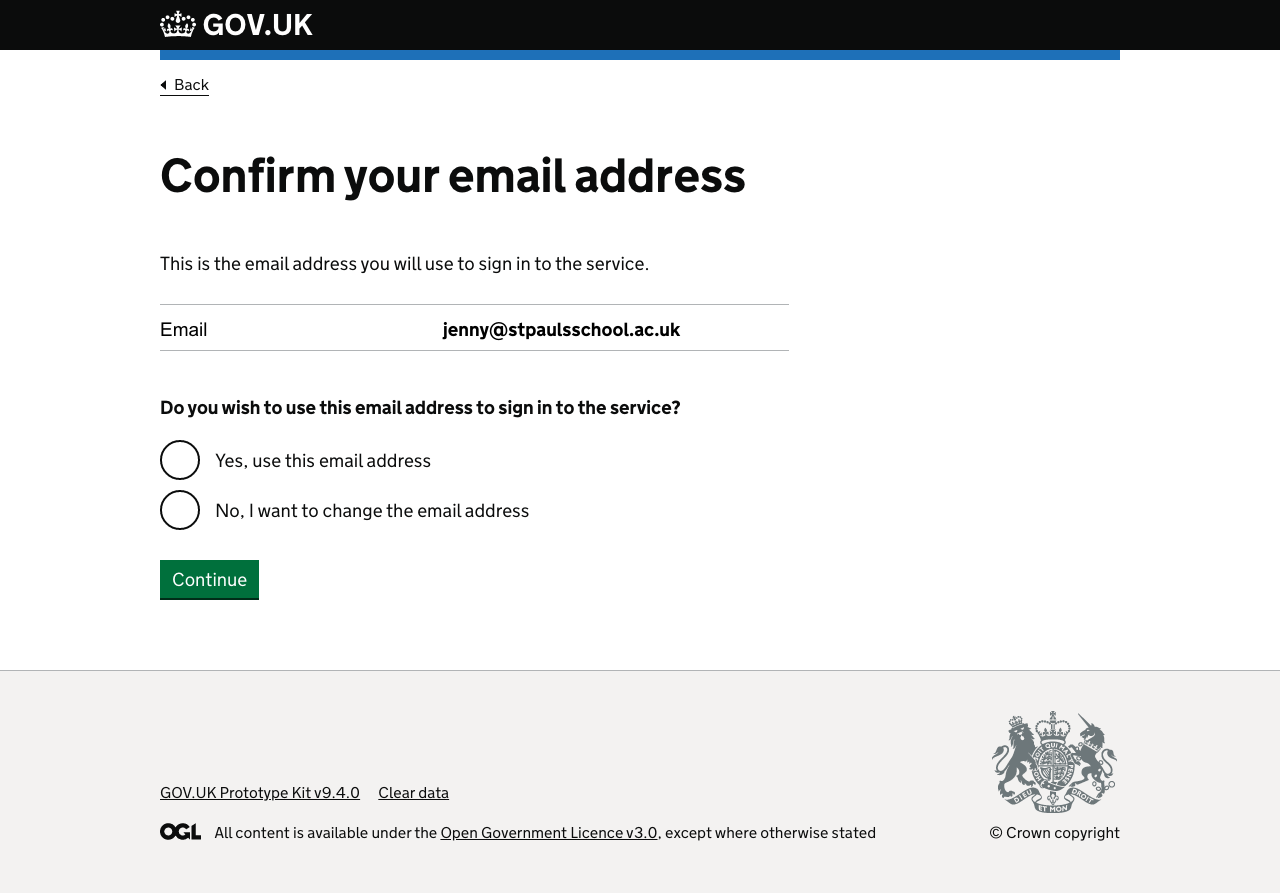 GOV.UK
Back
Confirm your email address
This is the email address you will use to sign in to the service.
Email jenny@stpaulsschool.ac.uk
Do you wish to use this email address to sign in to the service?
Yes, use this email address
No, I want to change the email address
Continue
GOV.UK Prototype Kit v9.4.0 Clear data
OGL All content is available under the Open Government Licence v3.0, except where otherwise stated
© Crown copyright